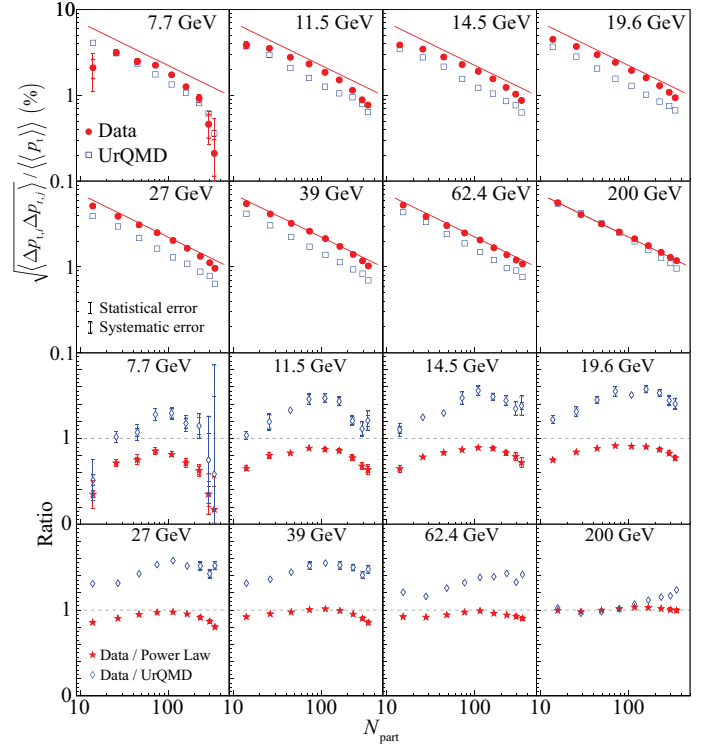 10
7.7 GeV
11.5 GeV
14.5 GeV
19.6 GeV
1
Data
UrQMD
0.1
√⟨Δp_{t,i}Δp_{t,j}⟩ / ⟨⟨p_t⟩⟩ (%)
27 GeV
39 GeV
62.4 GeV
200 GeV
1
Statistical error
Systematic error
0.1
7.7 GeV
11.5 GeV
14.5 GeV
19.6 GeV
1
0
Ratio
27 GeV
39 GeV
62.4 GeV
200 GeV
1
Data / Power Law
Data / UrQMD
0
10
100
100
100
100
N_part